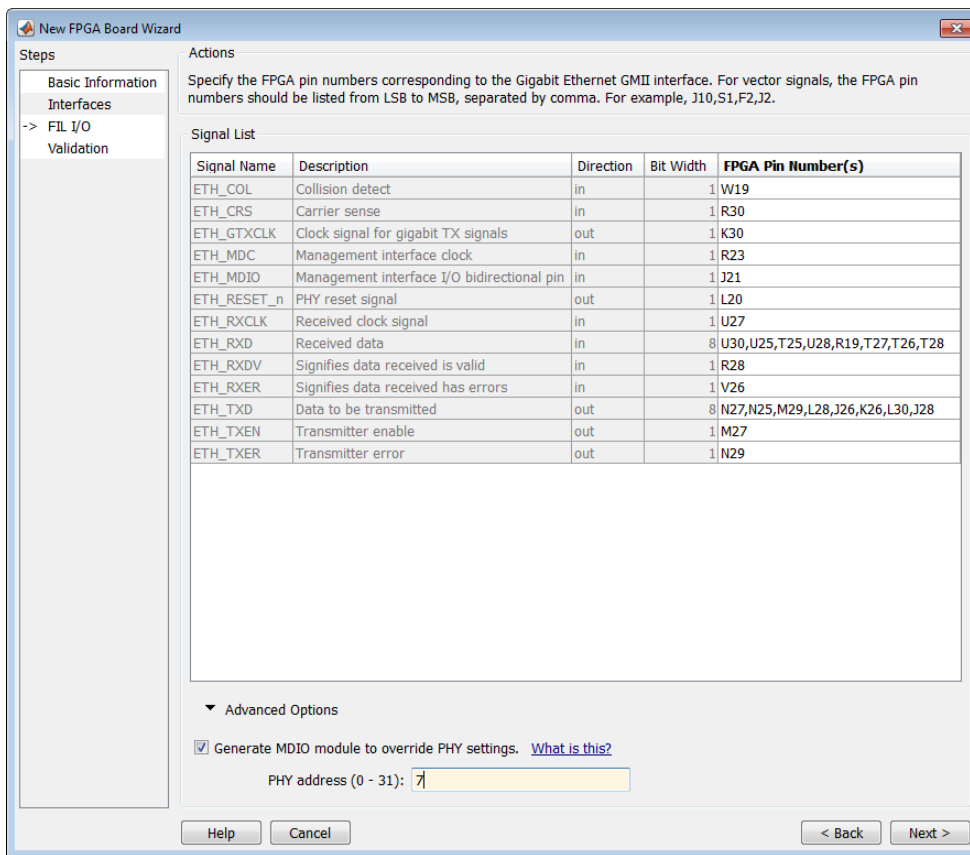 New FPGA Board Wizard
Steps
Basic Information
Interfaces
-> FIL I/O
Validation
Actions
Specify the FPGA pin numbers corresponding to the Gigabit Ethernet GMII interface. For vector signals, the FPGA pin
numbers should be listed from LSB to MSB, separated by comma. For example, J10,S1,F2,J2.
Signal List
Signal Name Description Direction Bit Width FPGA Pin Number(s)
ETH_COL Collision detect in 1 W19
ETH_CRS Carrier sense in 1 R30
ETH_GTXCLK Clock signal for gigabit TX signals out 1 K30
ETH_MDC Management interface clock in 1 R23
ETH_MDIO Management interface I/O bidirectional pin in 1 J21
ETH_RESET_n PHY reset signal out 1 L20
ETH_RXCLK Received clock signal in 1 U27
ETH_RXD Received data in 8 U30,U25,T25,U28,R19,T27,T26,T28
ETH_RXDV Signifies data received is valid in 1 R28
ETH_RXER Signifies data received has errors in 1 V26
ETH_TXD Data to be transmitted out 8 N27,N25,M29,L28,J26,K26,L30,J28
ETH_TXEN Transmitter enable out 1 M27
ETH_TXER Transmitter error out 1 N29
Advanced Options
Generate MDIO module to override PHY settings. What is this?
PHY address (0 - 31): 7
Help Cancel < Back Next >